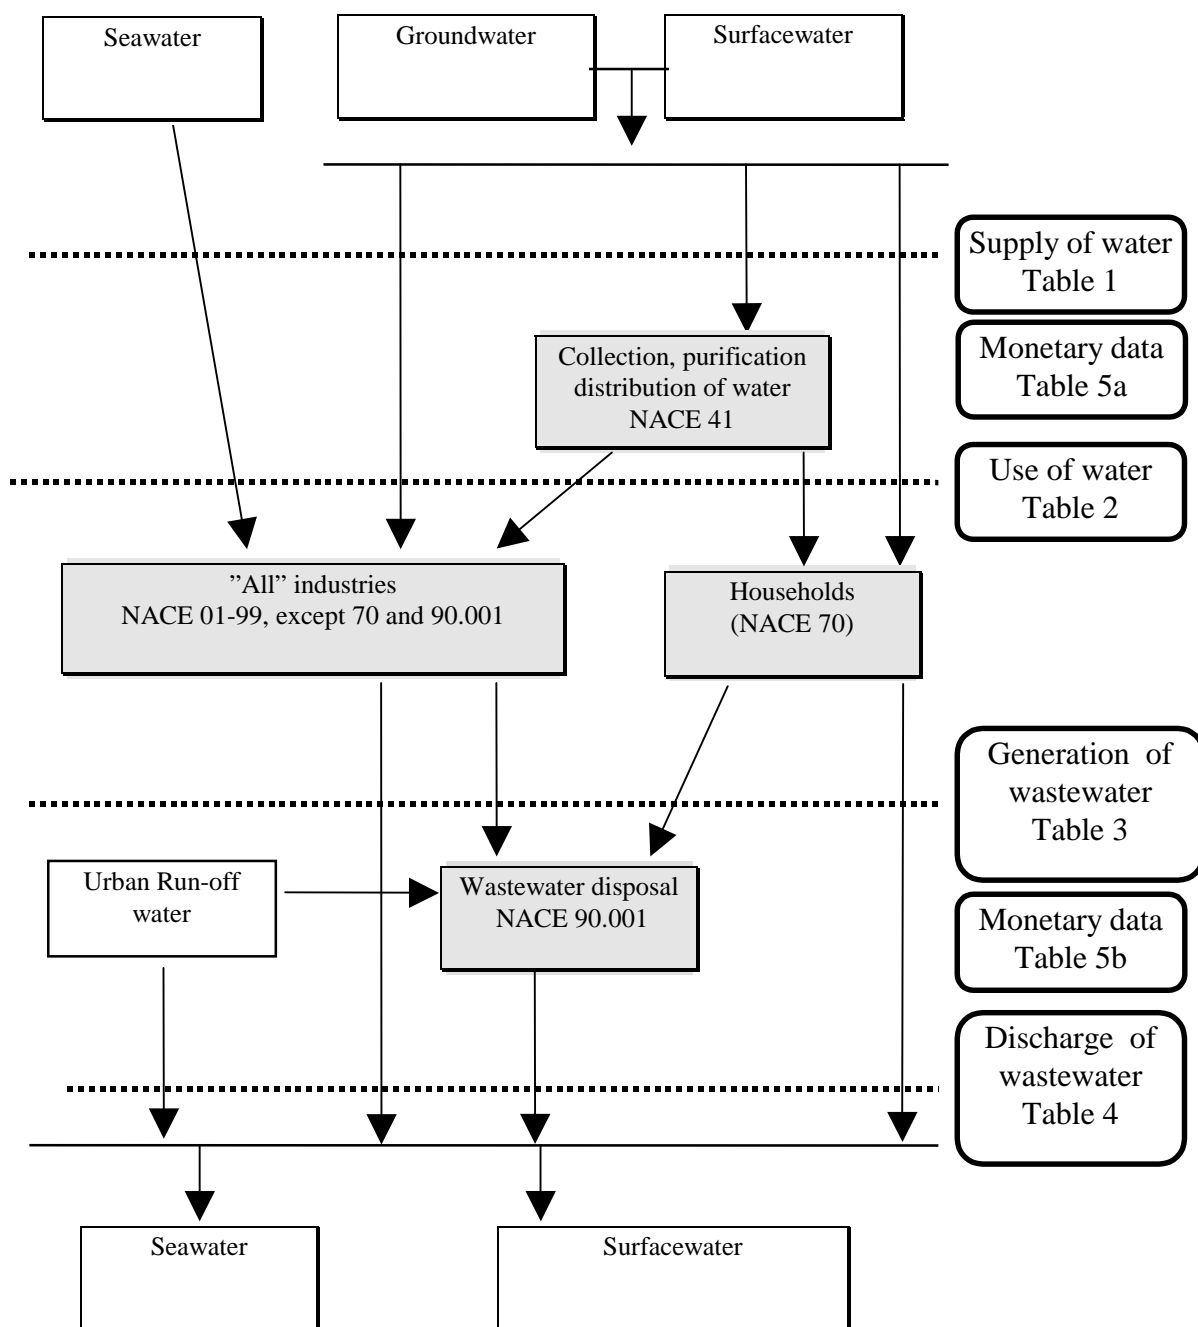 Seawater
Groundwater
Surfacewater
Supply of water
Table 1
Monetary data
Table 5a
Collection, purification
distribution of water
NACE 41
Use of water
Table 2
”All” industries
NACE 01-99, except 70 and 90.001
Households
(NACE 70)
Generation of
wastewater
Table 3
Urban Run-off
water
Wastewater disposal
NACE 90.001
Monetary data
Table 5b
Discharge of
wastewater
Table 4
Seawater
Surfacewater